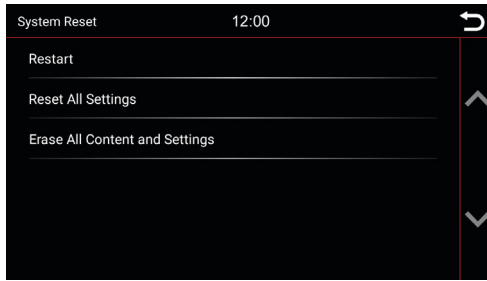 System Reset 12:00
Restart
Reset All Settings
Erase All Content and Settings